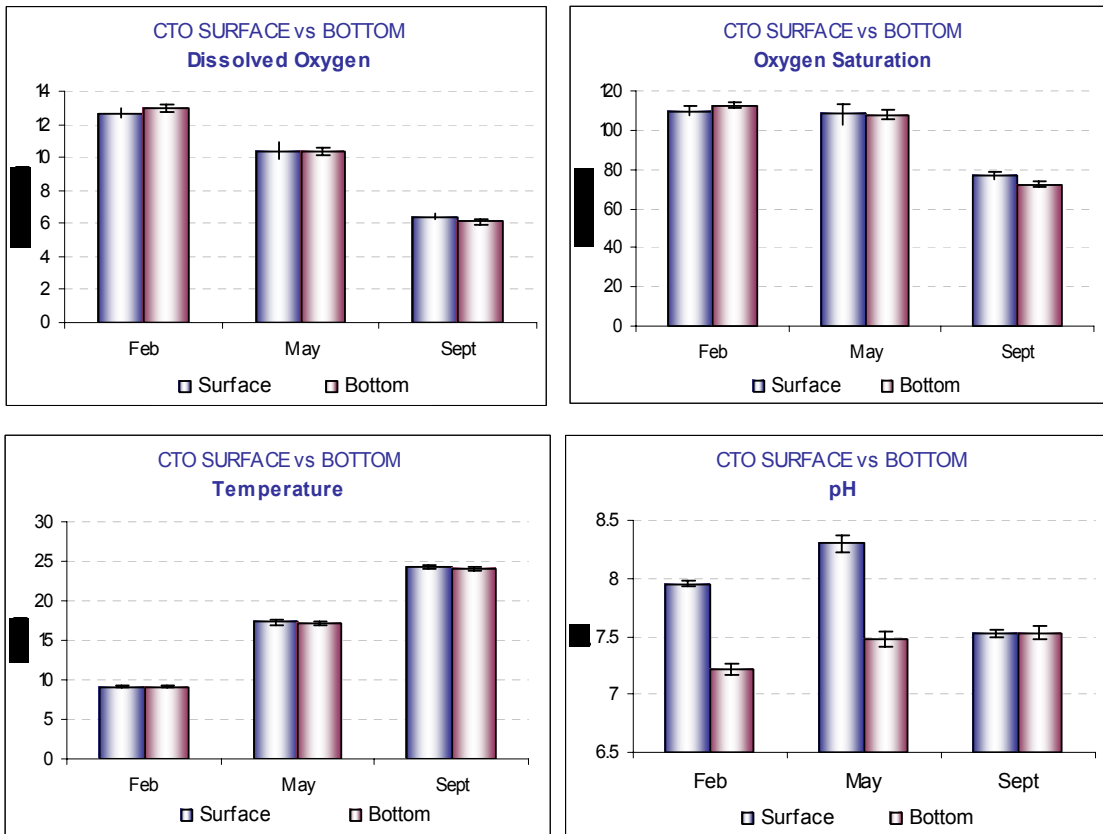 CTO SURFACE vs BOTTOM
Dissolved Oxygen
14
12
10
8
6
4
2
0
Feb May Sept
Surface Bottom
CTO SURFACE vs BOTTOM
Oxygen Saturation
120
100
80
60
40
20
0
Feb May Sept
Surface Bottom
CTO SURFACE vs BOTTOM
Temperature
30
25
20
15
10
5
0
Feb May Sept
Surface Bottom
CTO SURFACE vs BOTTOM
pH
8.5
8
7.5
7
6.5
Feb May Sept
Surface Bottom